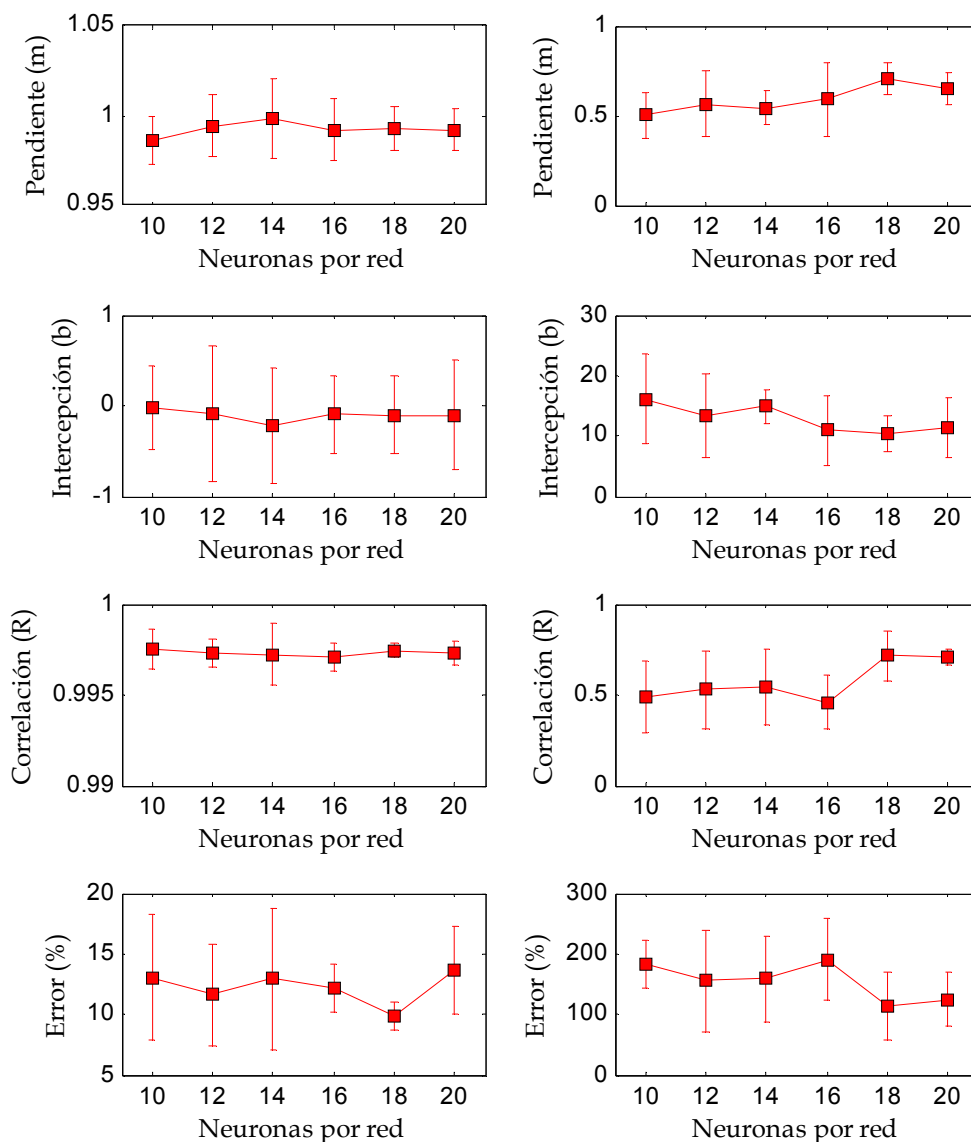 Pendiente (m)
1.05
1
0.95
10 12 14 16 18 20
Neuronas por red
Pendiente (m)
1
0.5
0
10 12 14 16 18 20
Neuronas por red
Intercepción (b)
1
0
-1
10 12 14 16 18 20
Neuronas por red
Intercepción (b)
30
20
10
0
10 12 14 16 18 20
Neuronas por red
Correlación (R)
1
0.995
0.99
10 12 14 16 18 20
Neuronas por red
Correlación (R)
1
0.5
0
10 12 14 16 18 20
Neuronas por red
Error (%)
20
15
10
5
10 12 14 16 18 20
Neuronas por red
Error (%)
300
200
100
0
10 12 14 16 18 20
Neuronas por red